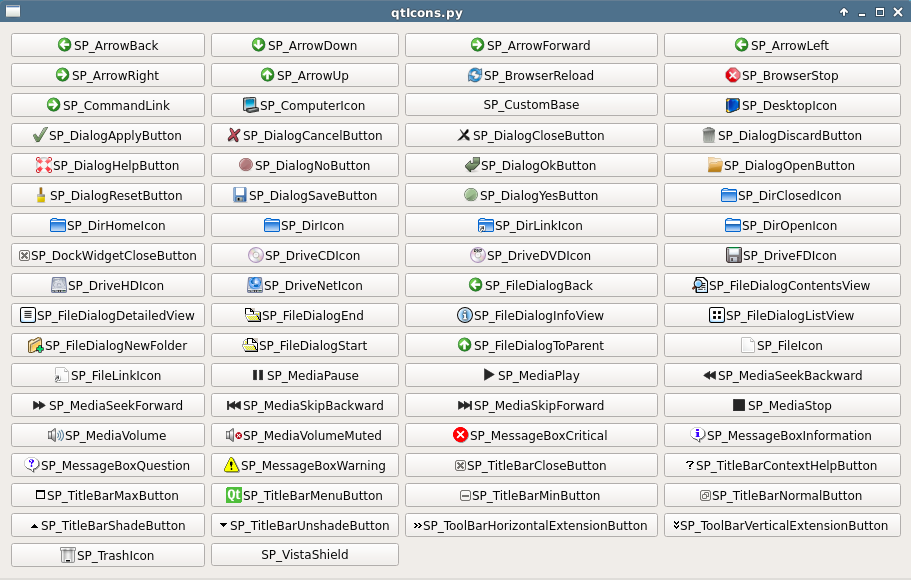 qtIcons.py
SP_ArrowBack SP_ArrowDown SP_ArrowForward SP_ArrowLeft
SP_ArrowRight SP_ArrowUp SP_BrowserReload SP_BrowserStop
SP_CommandLink SP_ComputerIcon SP_CustomBase SP_DesktopIcon
SP_DialogApplyButton SP_DialogCancelButton SP_DialogCloseButton SP_DialogDiscardButton
SP_DialogHelpButton SP_DialogNoButton SP_DialogOkButton SP_DialogOpenButton
SP_DialogResetButton SP_DialogSaveButton SP_DialogYesButton SP_DirClosedIcon
SP_DirHomeIcon SP_DirIcon SP_DirLinkIcon SP_DirOpenIcon
SP_DockWidgetCloseButton SP_DriveCDIcon SP_DriveDVDIcon SP_DriveFDIcon
SP_DriveHDIcon SP_DriveNetIcon SP_FileDialogBack SP_FileDialogContentsView
SP_FileDialogDetailedView SP_FileDialogEnd SP_FileDialogInfoView SP_FileDialogListView
SP_FileDialogNewFolder SP_FileDialogStart SP_FileDialogToParent SP_FileIcon
SP_FileLinkIcon SP_MediaPause SP_MediaPlay SP_MediaSeekBackward
SP_MediaSeekForward SP_MediaSkipBackward SP_MediaSkipForward SP_MediaStop
SP_MediaVolume SP_MediaVolumeMuted SP_MessageBoxCritical SP_MessageBoxInformation
SP_MessageBoxQuestion SP_MessageBoxWarning SP_TitleBarCloseButton SP_TitleBarContextHelpButton
SP_TitleBarMaxButton Qt SP_TitleBarMenuButton SP_TitleBarMinButton SP_TitleBarNormalButton
SP_TitleBarShadeButton SP_TitleBarUnshadeButton SP_ToolBarHorizontalExtensionButton SP_ToolBarVerticalExtensionButton
SP_TrashIcon SP_VistaShield